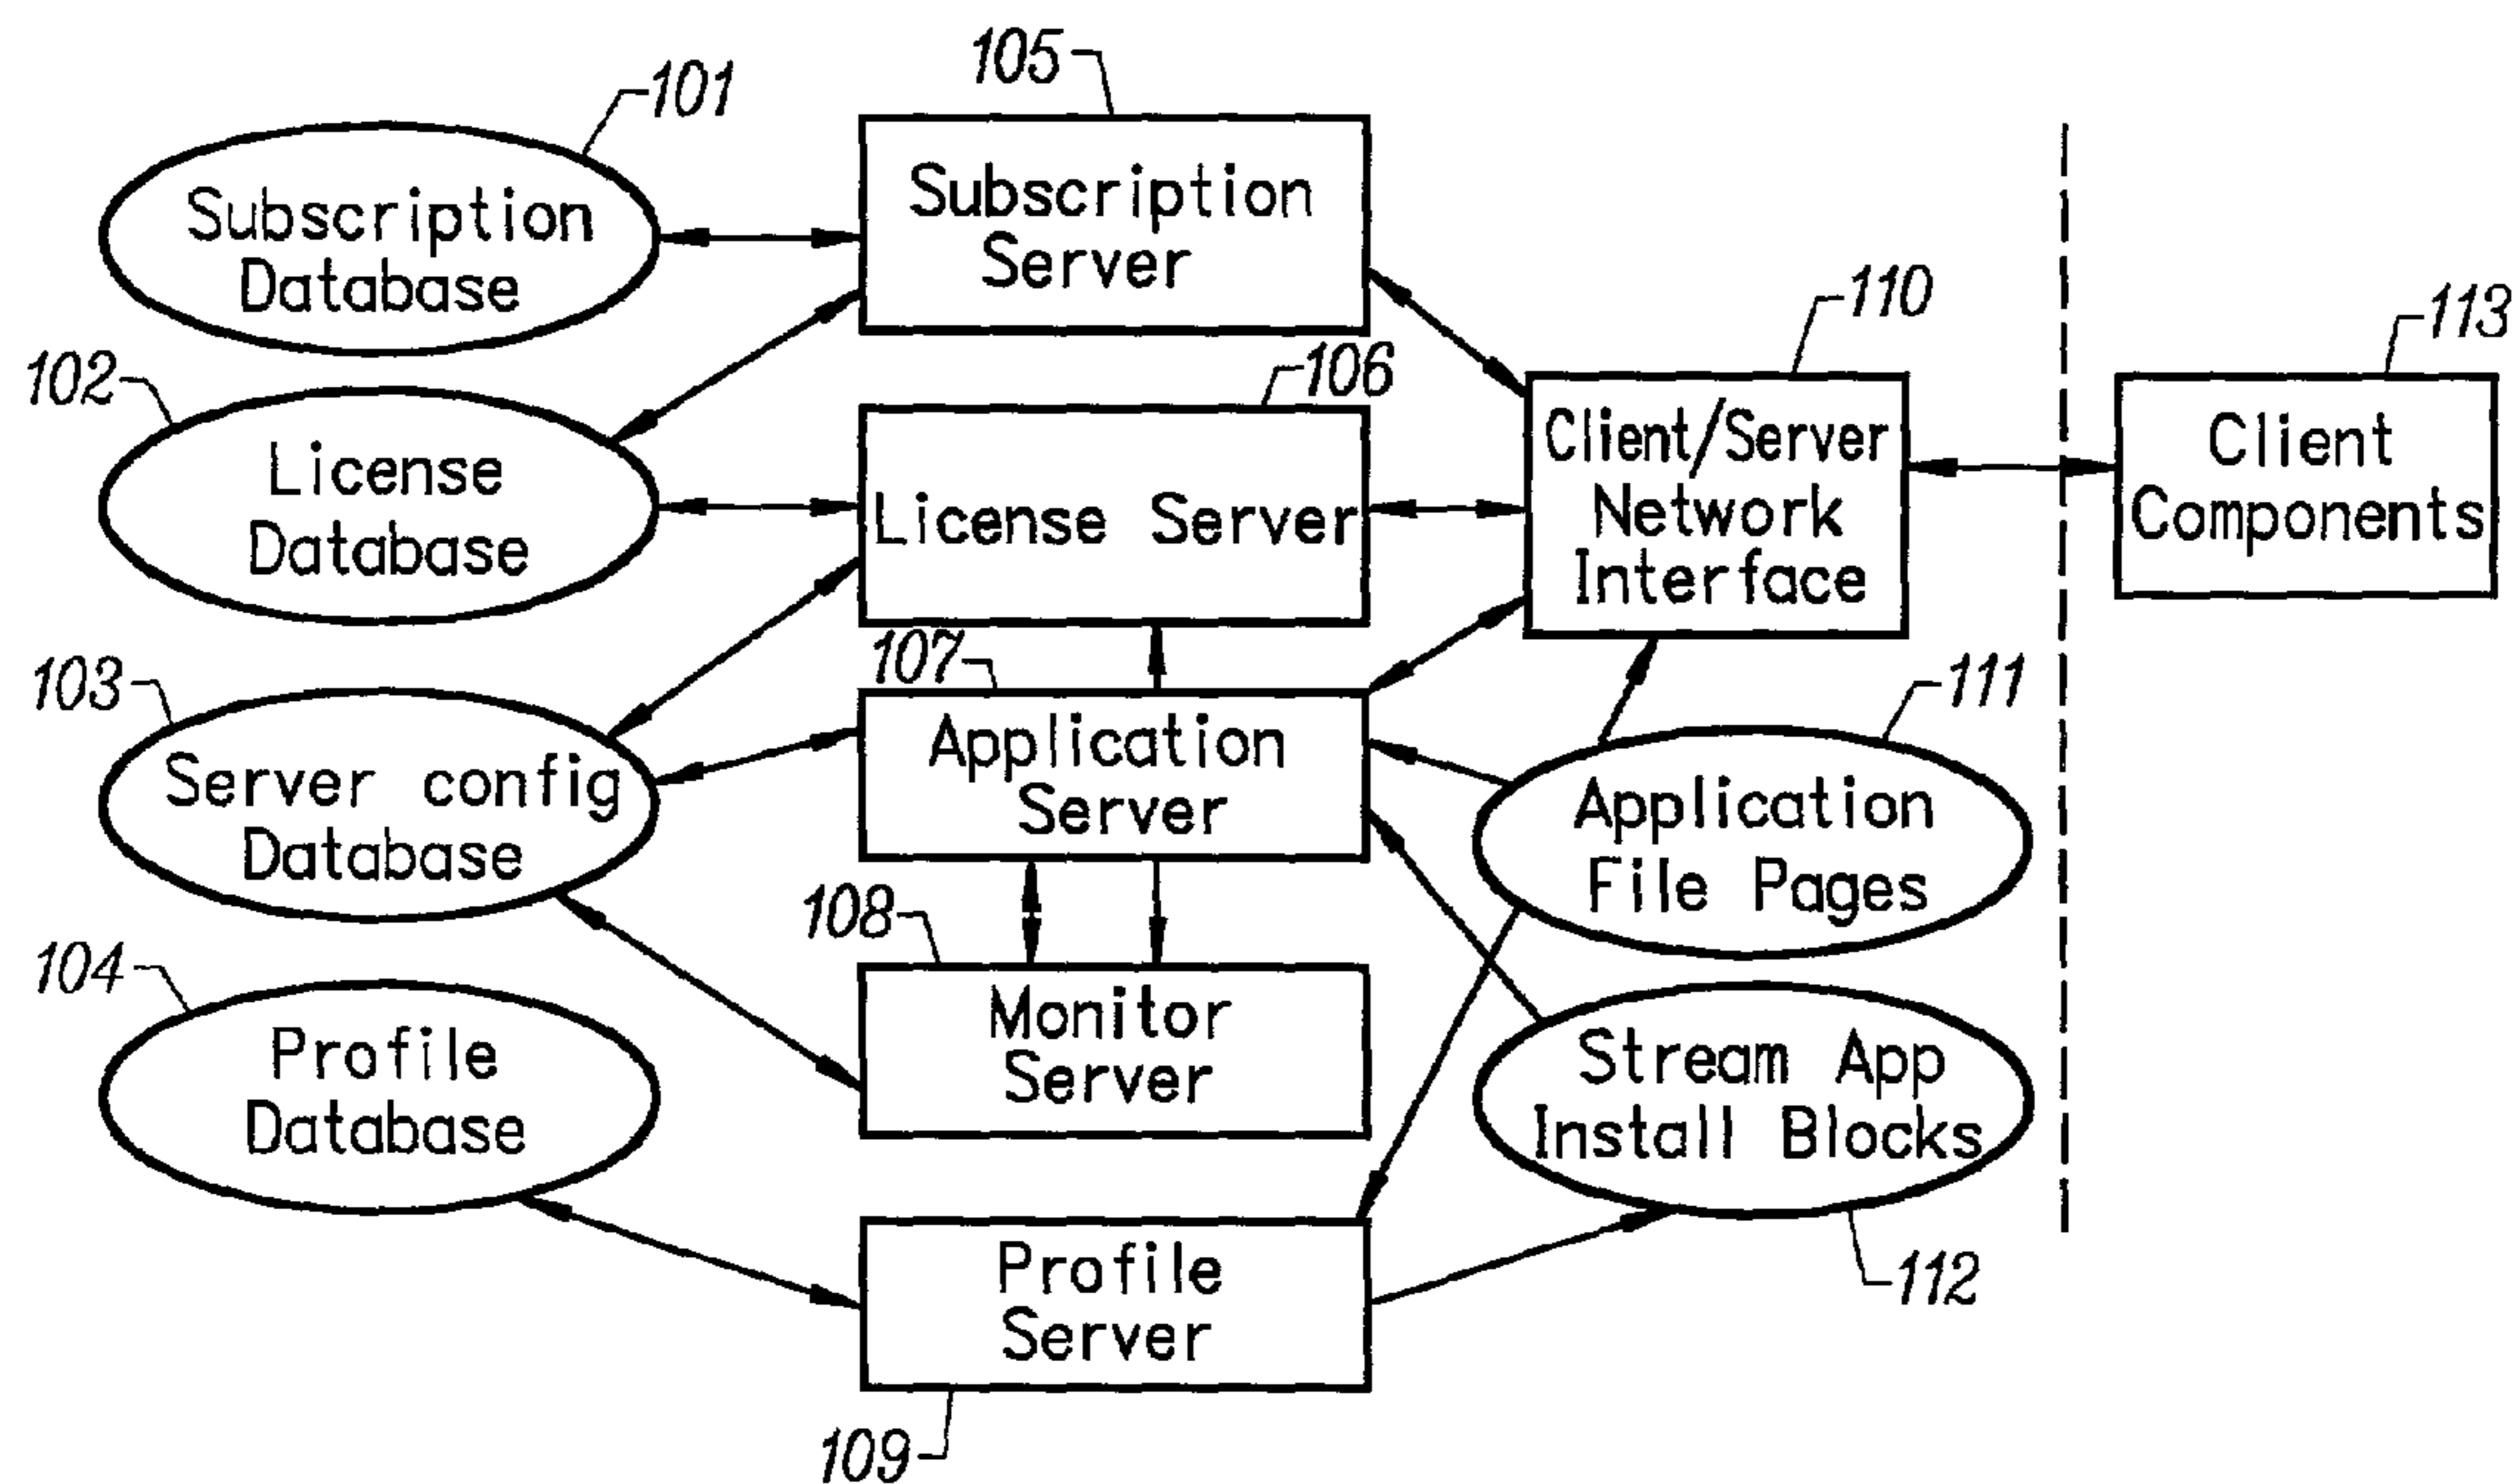 105
101
Subscription
Database
Subscription
Server
110
113
102
106
License
Database
License Server
Client/Server
Network
Interface
Client
Components
103
107
111
Server config
Database
Application
Server
Application
File Pages
104
108
Profile
Database
Monitor
Server
Stream App
Install Blocks
112
Profile
Server
109